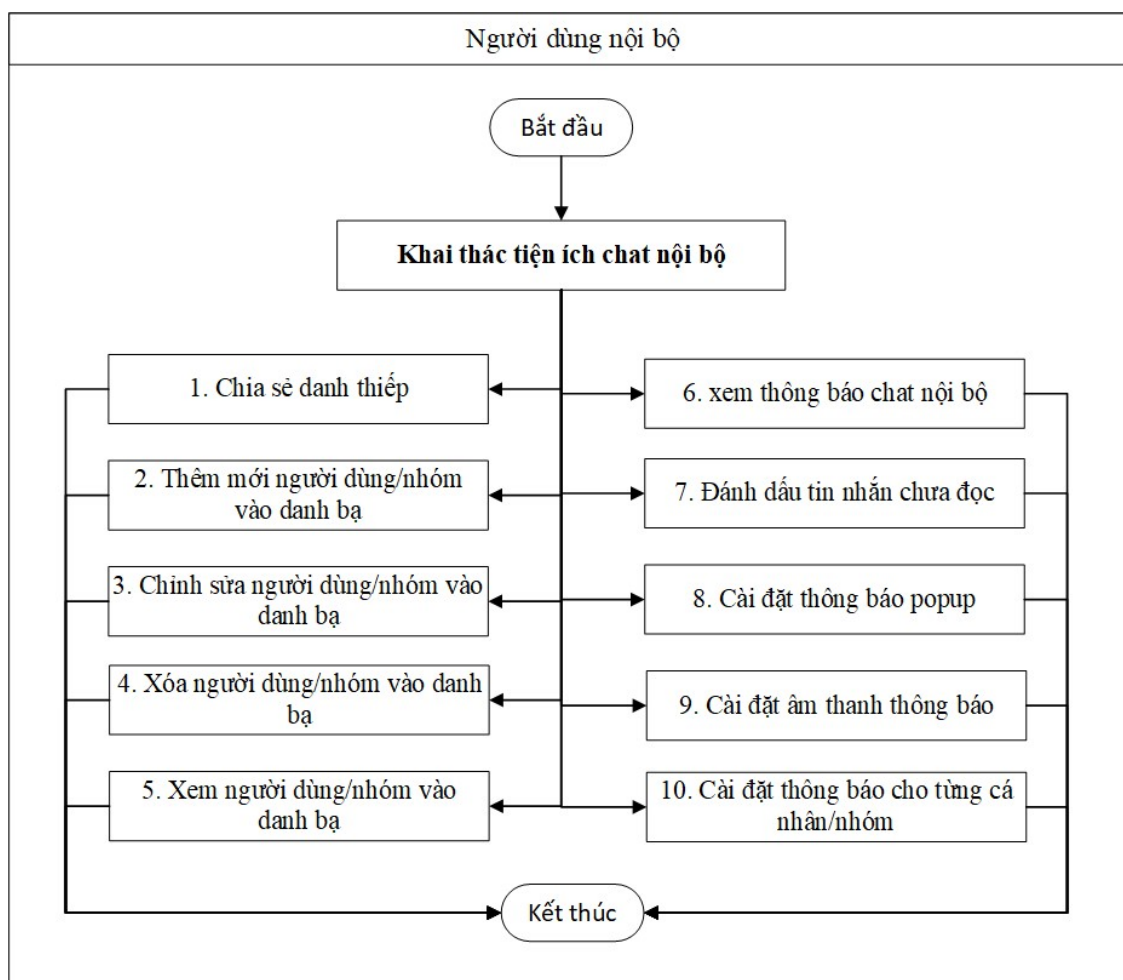 Người dùng nội bộ
Bắt đầu
Khai thác tiện ích chat nội bộ
1. Chia sẻ danh thiếp
2. Thêm mới người dùng/nhóm
vào danh bạ
3. Chỉnh sửa người dùng/nhóm vào
danh bạ
4. Xóa người dùng/nhóm vào danh
bạ
5. Xem người dùng/nhóm vào
danh bạ
6. xem thông báo chat nội bộ
7. Đánh dấu tin nhắn chưa đọc
8. Cài đặt thông báo popup
9. Cài đặt âm thanh thông báo
10. Cài đặt thông báo cho từng cá
nhân/nhóm
Kết thúc